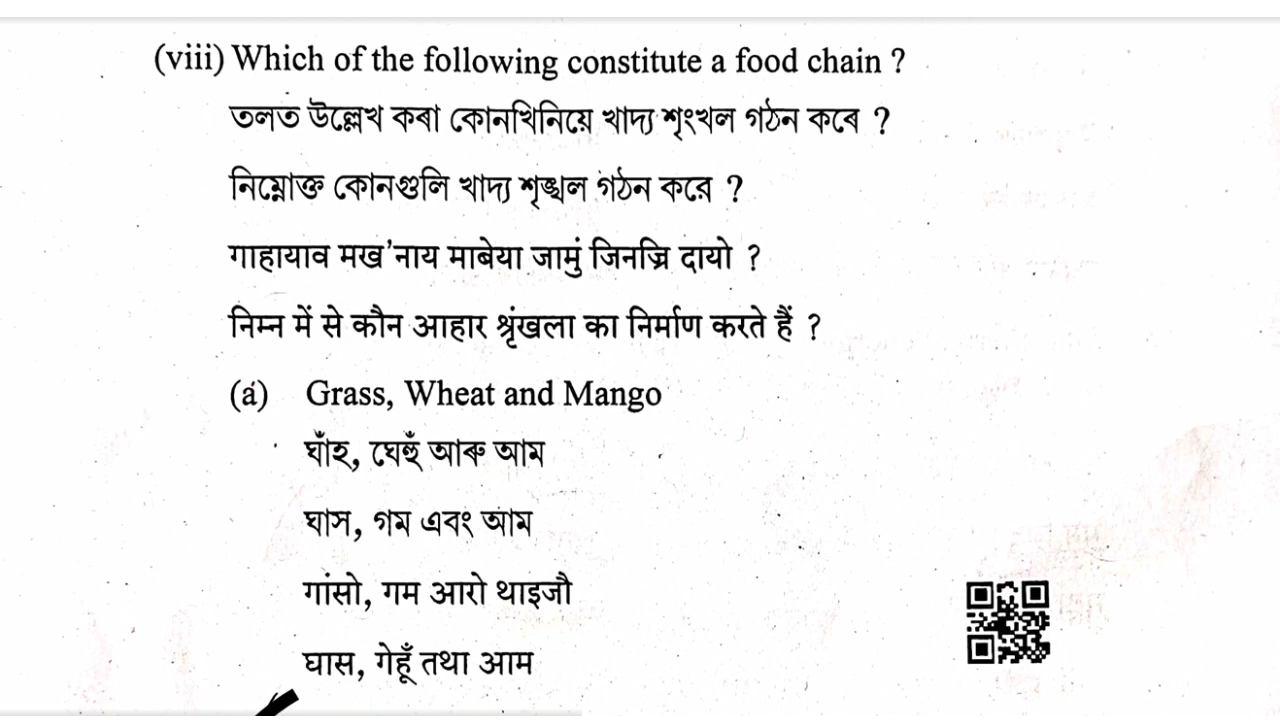 (viii) Which of the following constitute a food chain ?
তলত উল্লেখ কৰা কোনখিনিয়ে খাদ্য শৃংখল গঠন কৰে ?
নিম্নোক্ত কোনগুলি খাদ্য শৃঙ্খল গঠন করে ?
गाहायाव मख'नाय माबेया जामुं जिनज्रि दायो ?
निम्न में से कौन आहार श्रृंखला का निर्माण करते हैं ?
(a) Grass, Wheat and Mango
ঘাঁহ, ঘেহুঁ আৰু আম
ঘাস, গম এবং আম
गांसो, गम आरो थाइजौ
घास, गेहूँ तथा आम